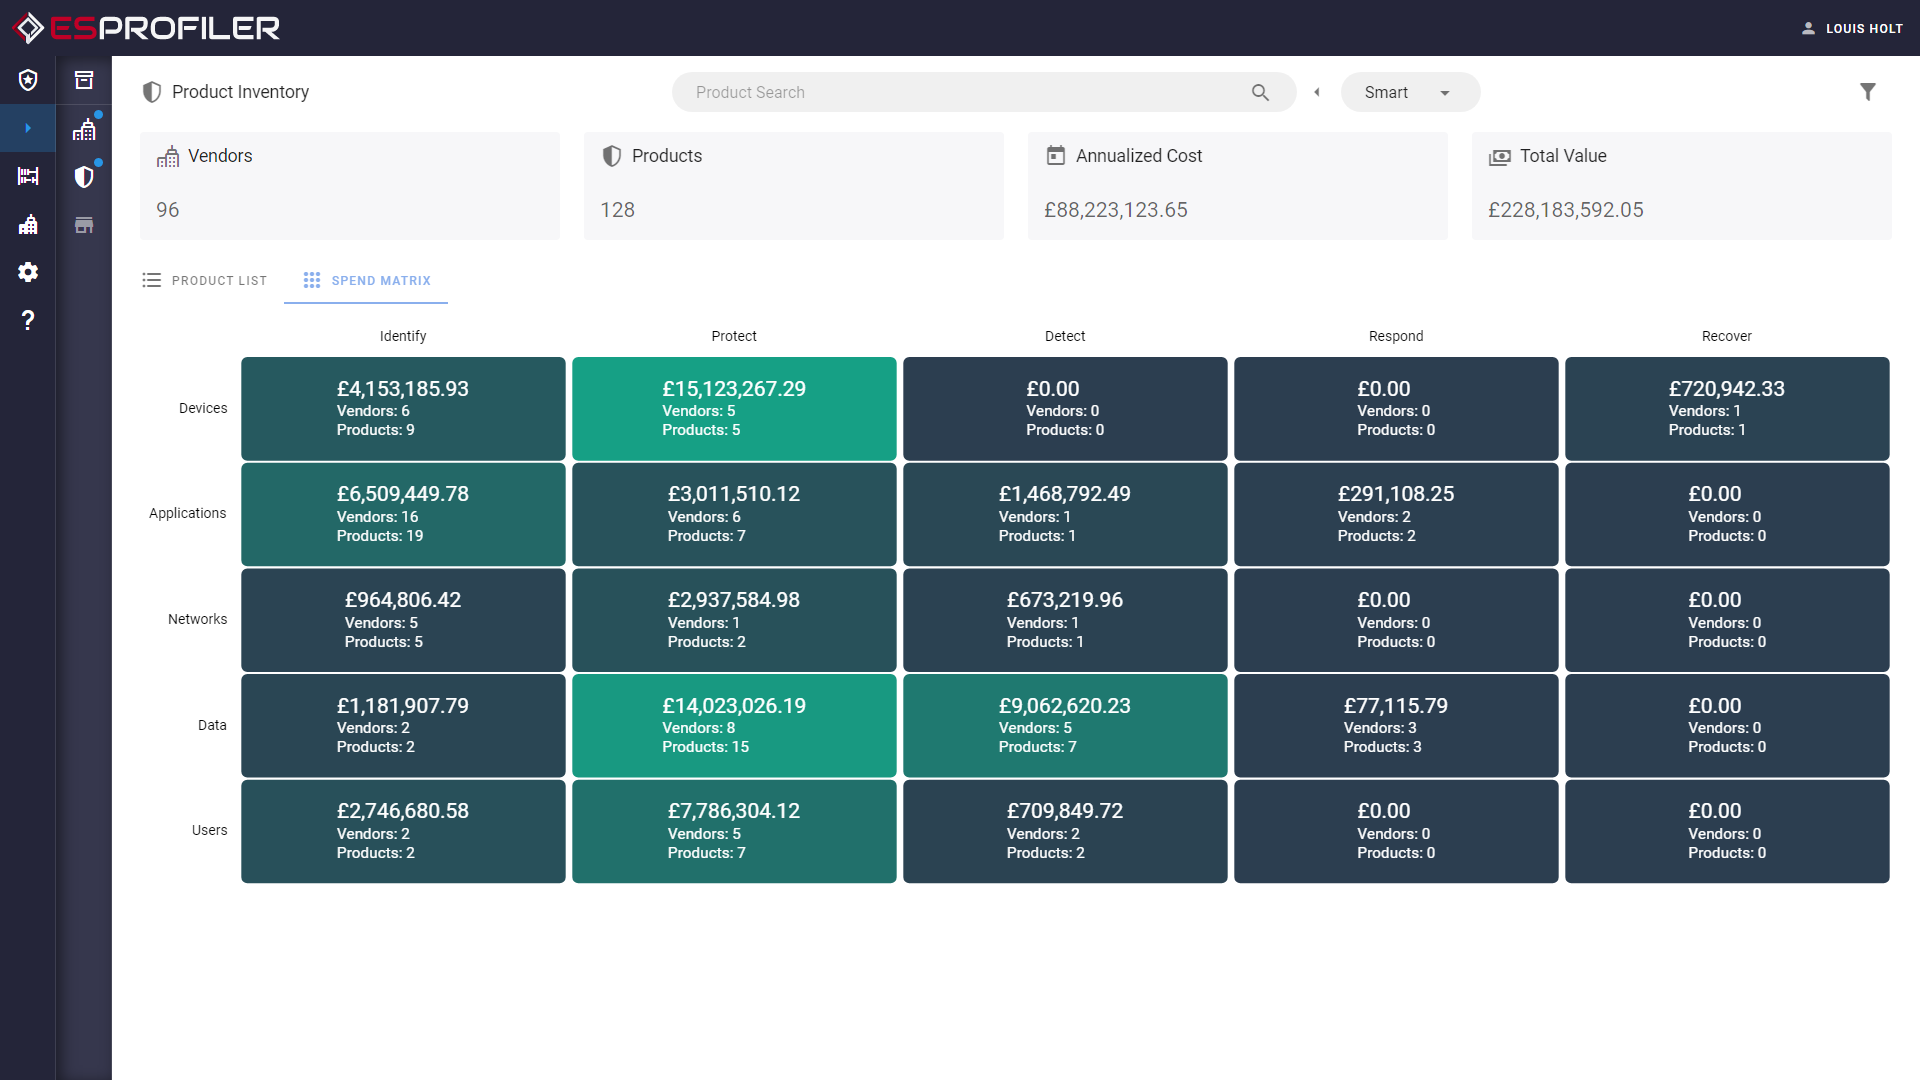 ESPROFILER
LOUIS HOLT
Product Inventory
Product Search
Smart
Vendors
96
Products
128
Annualized Cost
£88,223,123.65
Total Value
£228,183,592.05
PRODUCT LIST
SPEND MATRIX
Identify
Protect
Detect
Respond
Recover
Devices
£4,153,185.93
Vendors: 6
Products: 9
£15,123,267.29
Vendors: 5
Products: 5
£0.00
Vendors: 0
Products: 0
£0.00
Vendors: 0
Products: 0
£720,942.33
Vendors: 1
Products: 1
Applications
£6,509,449.78
Vendors: 16
Products: 19
£3,011,510.12
Vendors: 6
Products: 7
£1,468,792.49
Vendors: 1
Products: 1
£291,108.25
Vendors: 2
Products: 2
£0.00
Vendors: 0
Products: 0
Networks
£964,806.42
Vendors: 5
Products: 5
£2,937,584.98
Vendors: 1
Products: 2
£673,219.96
Vendors: 1
Products: 1
£0.00
Vendors: 0
Products: 0
£0.00
Vendors: 0
Products: 0
Data
£1,181,907.79
Vendors: 2
Products: 2
£14,023,026.19
Vendors: 8
Products: 15
£9,062,620.23
Vendors: 5
Products: 7
£77,115.79
Vendors: 3
Products: 3
£0.00
Vendors: 0
Products: 0
Users
£2,746,680.58
Vendors: 2
Products: 2
£7,786,304.12
Vendors: 5
Products: 7
£709,849.72
Vendors: 2
Products: 2
£0.00
Vendors: 0
Products: 0
£0.00
Vendors: 0
Products: 0